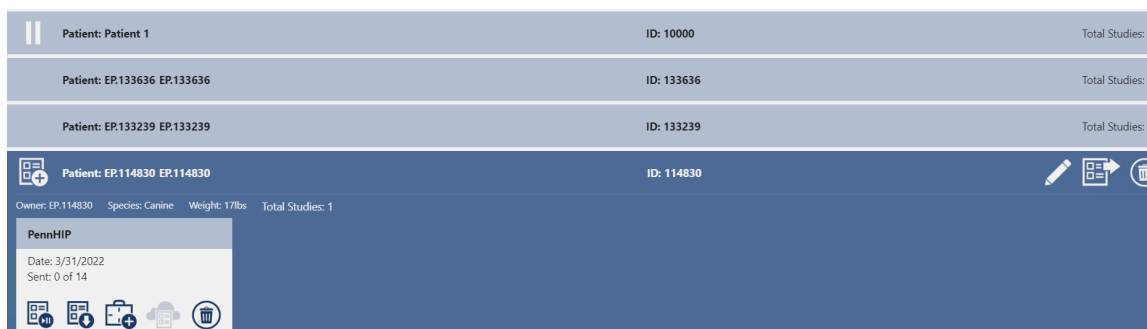 Patient: Patient 1 ID: 10000 Total Studies:
Patient: EP.133636 EP.133636 ID: 133636 Total Studies:
Patient: EP.133239 EP.133239 ID: 133239 Total Studies:
Patient: EP.114830 EP.114830 ID: 114830
Owner: EP.114830 Species: Canine Weight: 17lbs Total Studies: 1
PennHIP
Date: 3/31/2022
Sent: 0 of 14